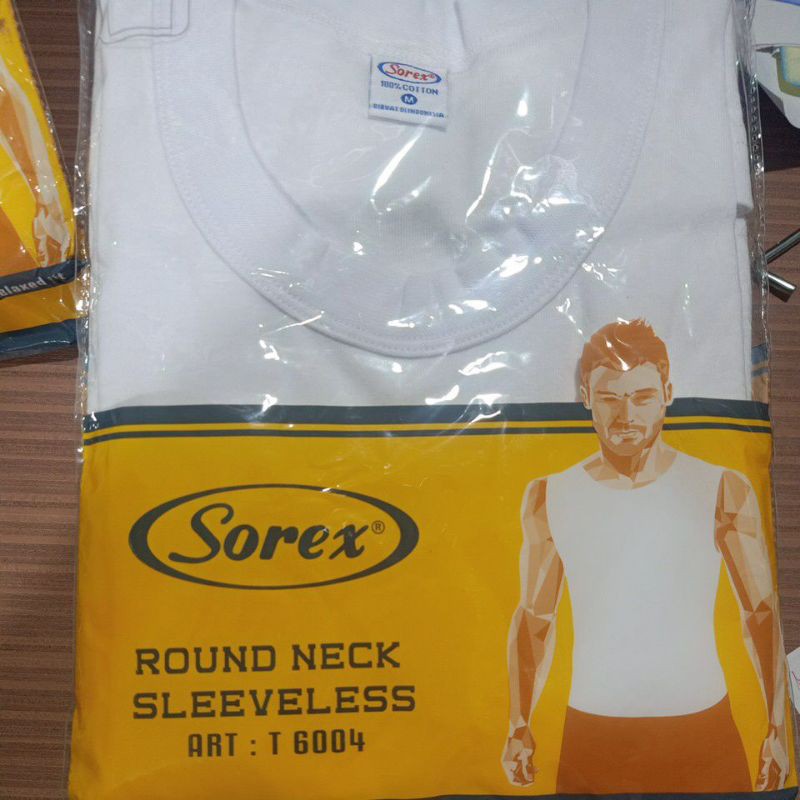 Sorex®
100% COTTON
M
DIBUAT DI INDONESIA
Sorex®
ROUND NECK
SLEEVELESS
ART : T 6004